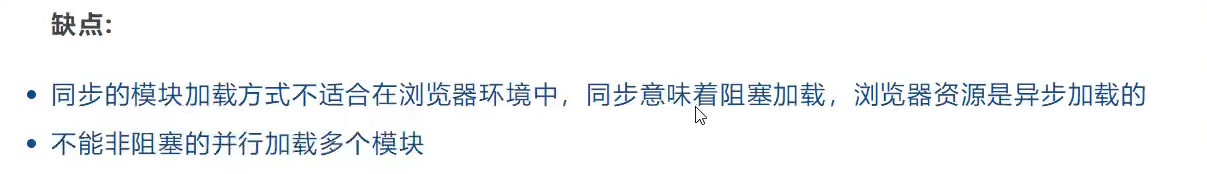 缺点:
同步的模块加载方式不适合在浏览器环境中，同步意味着阻塞加载，浏览器资源是异步加载的
不能非阻塞的并行加载多个模块